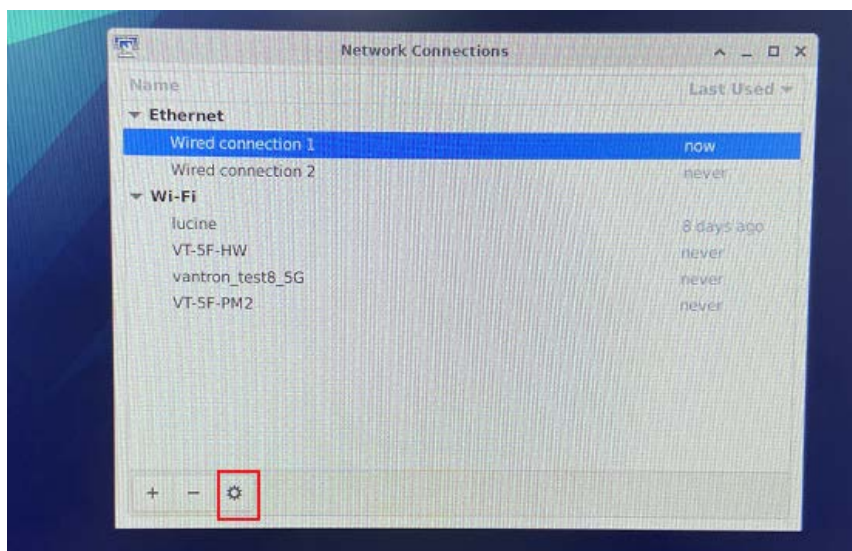 Network Connections
Name Last Used
Ethernet
Wired connection 1 now
Wired connection 2 never
Wi-Fi
lucine 8 days ago
VT-5F-HW never
vantron_test8_5G never
VT-5F-PM2 never